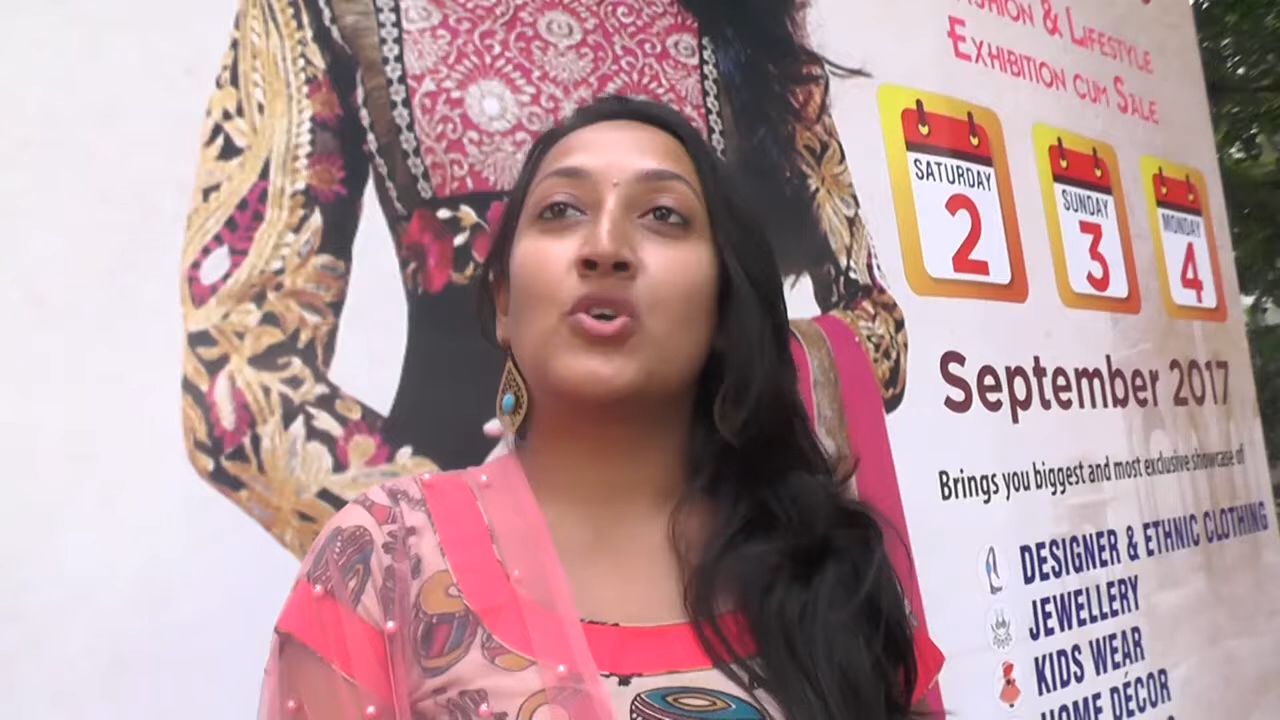 & LIFESTYLE
EXHIBITION CUM SALE
SATURDAY
2
SUNDAY
3
MONDAY
4
September 2017
Brings you biggest and most exclusive showcase of
DESIGNER & ETHNIC CLOTHING
JEWELLERY
KIDS WEAR
HOME DÉCOR